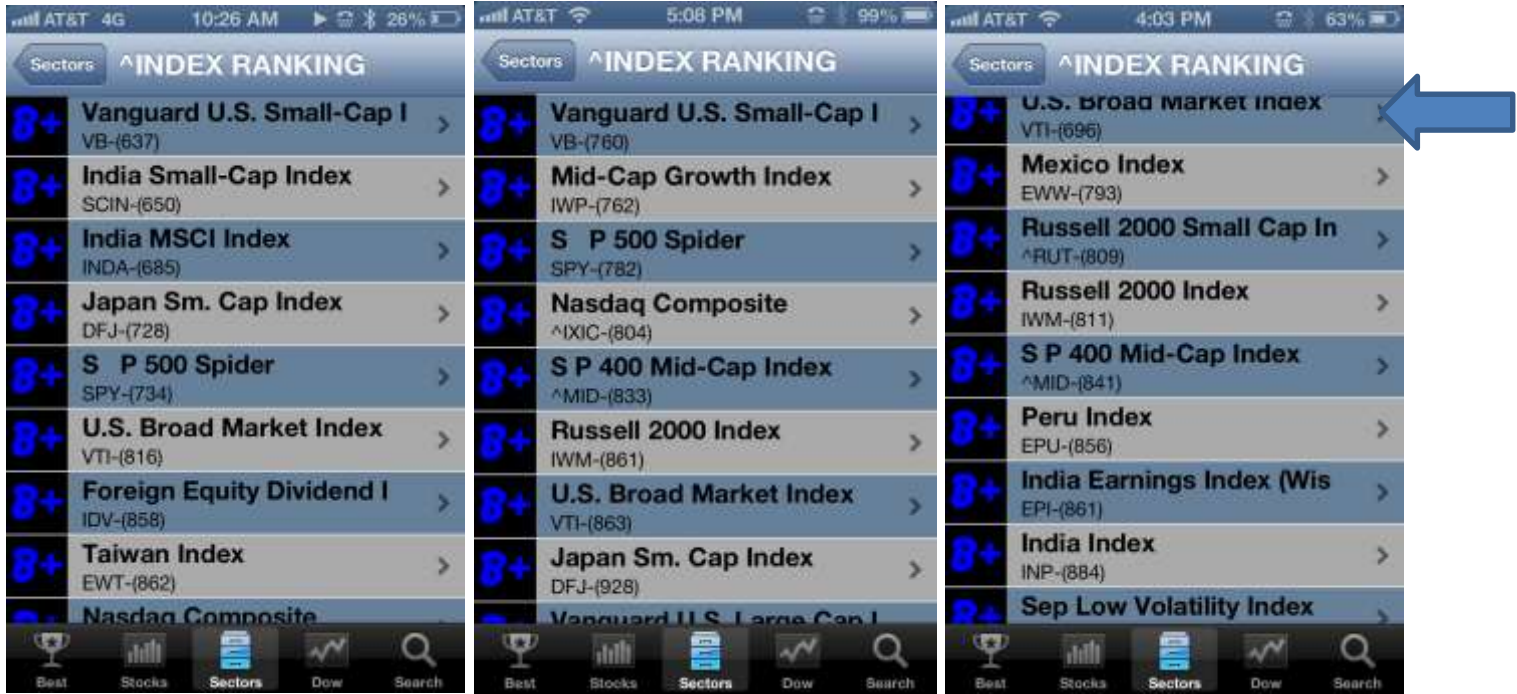 AT&T 4G 10:26 AM 26%
Sectors ^INDEX RANKING
8+ Vanguard U.S. Small-Cap I
VB-(637)
8+ India Small-Cap Index
SCIN-(650)
8+ India MSCI Index
INDA-(685)
8+ Japan Sm. Cap Index
DFJ-(728)
8+ S P 500 Spider
SPY-(734)
8+ U.S. Broad Market Index
VTI-(816)
8+ Foreign Equity Dividend I
IDV-(858)
8+ Taiwan Index
EWT-(862)
8+ Nasdaq Composite
Best Stocks Sectors Dow Search
AT&T 5:08 PM 99%
Sectors ^INDEX RANKING
8+ Vanguard U.S. Small-Cap I
VB-(760)
8+ Mid-Cap Growth Index
IWP-(762)
8+ S P 500 Spider
SPY-(782)
8+ Nasdaq Composite
^IXIC-(804)
8+ S P 400 Mid-Cap Index
^MID-(833)
8+ Russell 2000 Index
IWM-(861)
8+ U.S. Broad Market Index
VTI-(863)
8+ Japan Sm. Cap Index
DFJ-(928)
8+ Vanguard U.S. Large Cap I
Best Stocks Sectors Dow Search
AT&T 4:03 PM 63%
Sectors ^INDEX RANKING
8+ U.S. Broad Market Index
VTI-(696)
8+ Mexico Index
EWW-(793)
8+ Russell 2000 Small Cap In
^RUT-(809)
8+ Russell 2000 Index
IWM-(811)
8+ S P 400 Mid-Cap Index
^MID-(841)
8+ Peru Index
EPU-(856)
8+ India Earnings Index (Wis
EPI-(861)
8+ India Index
INP-(884)
8+ Sep Low Volatility Index
Best Stocks Sectors Dow Search